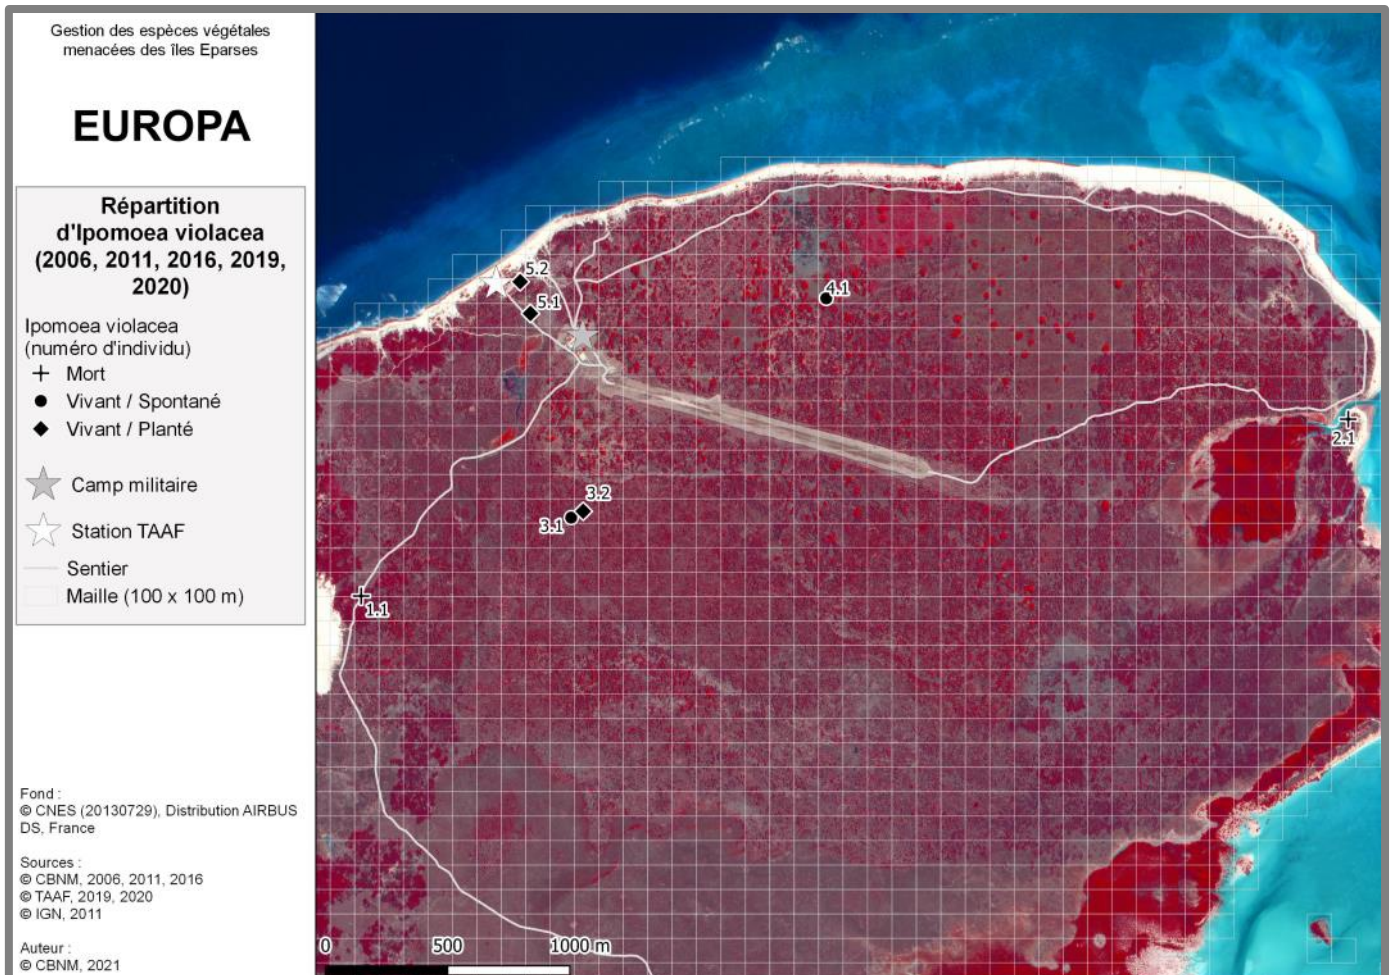 Gestion des espèces végétales
menacées des îles Eparses
EUROPA
Répartition
d'Ipomoea violacea
(2006, 2011, 2016, 2019,
2020)
Ipomoea violacea
(numéro d'individu)
Mort
Vivant / Spontané
Vivant / Planté
Camp militaire
Station TAAF
Sentier
Maille (100 x 100 m)
Fond :
© CNES (20130729), Distribution AIRBUS
DS, France
Sources :
© CBNM, 2006, 2011, 2016
© TAAF, 2019, 2020
© IGN, 2011
Auteur :
© CBNM, 2021
5.2
5.1
4.1
2.1
3.2
3.1
1.1
0 500 1000 m